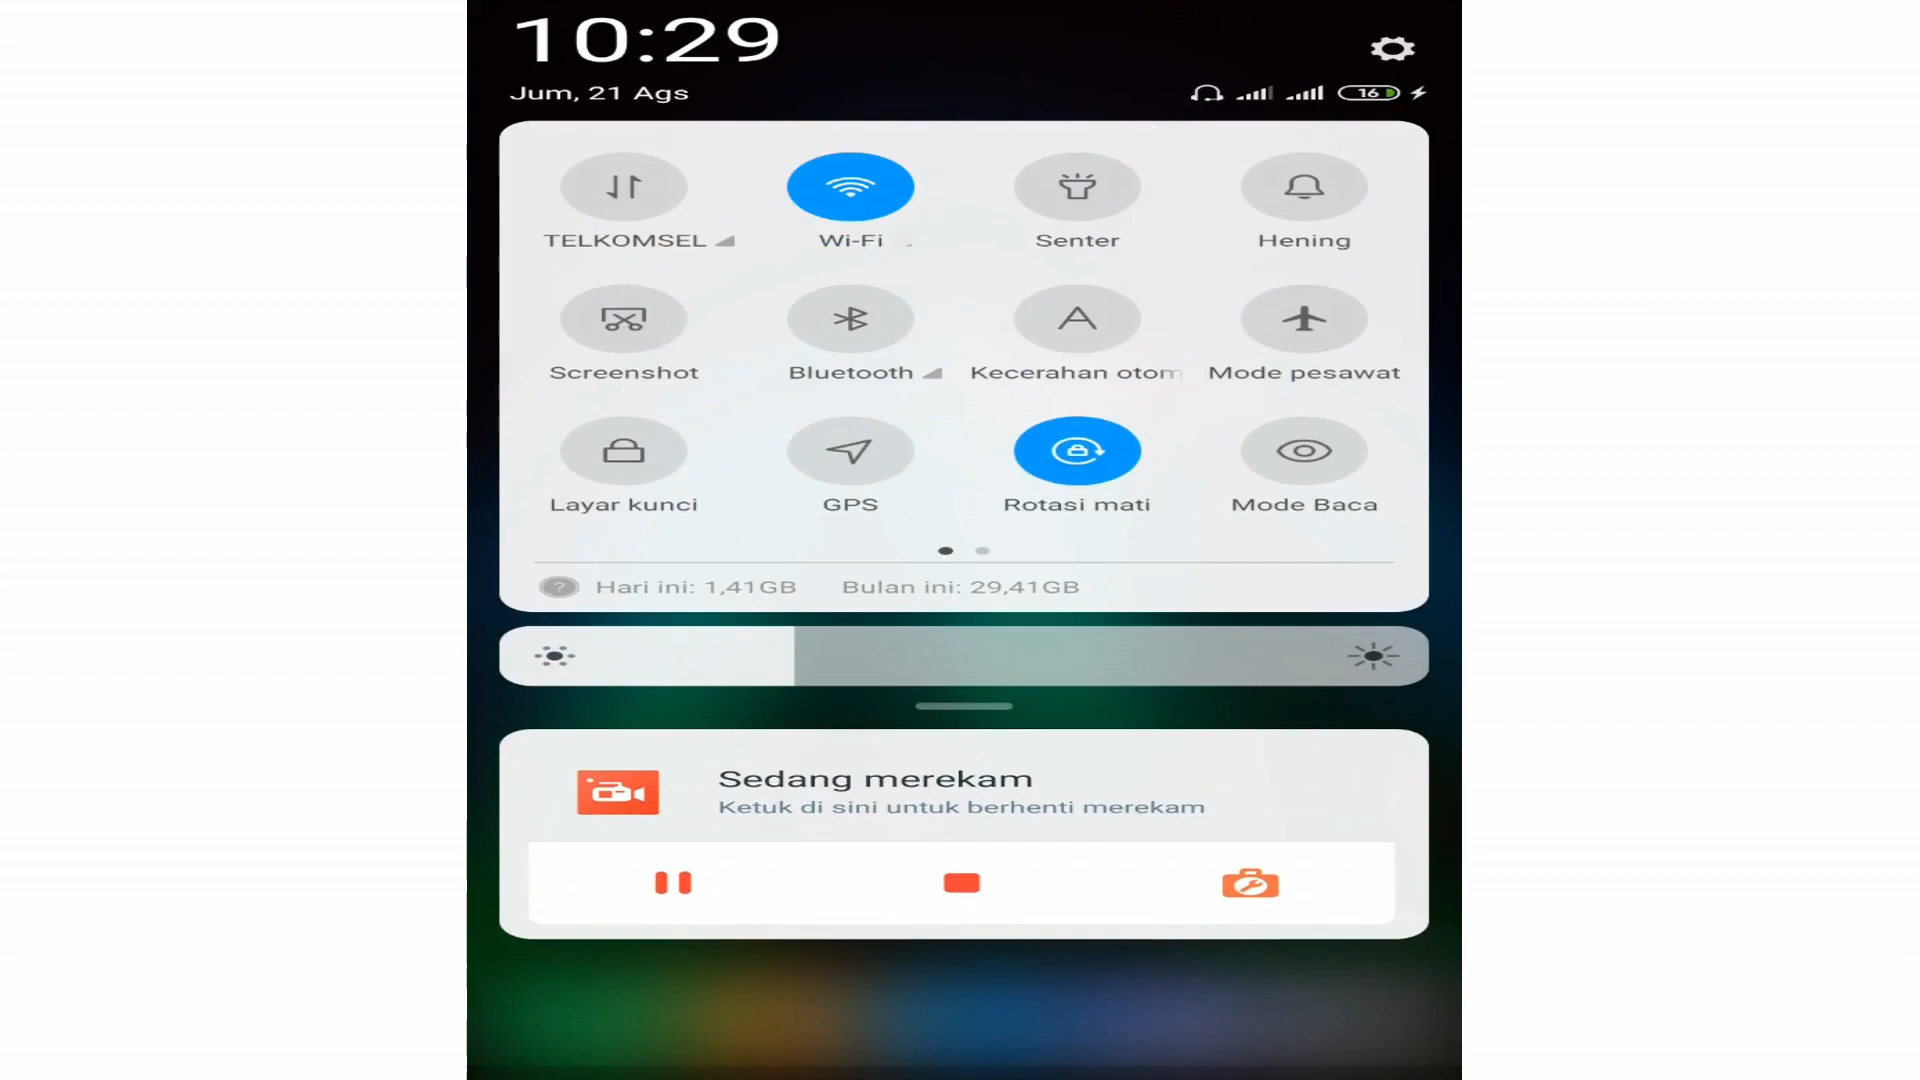 10:29
Jum, 21 Ags
16
TELKOMSEL
Wi-Fi
Senter
Hening
Screenshot
Bluetooth
Kecerahan otom
Mode pesawat
Layar kunci
GPS
Rotasi mati
Mode Baca
? Hari ini: 1,41GB Bulan ini: 29,41GB
Sedang merekam
Ketuk di sini untuk berhenti merekam